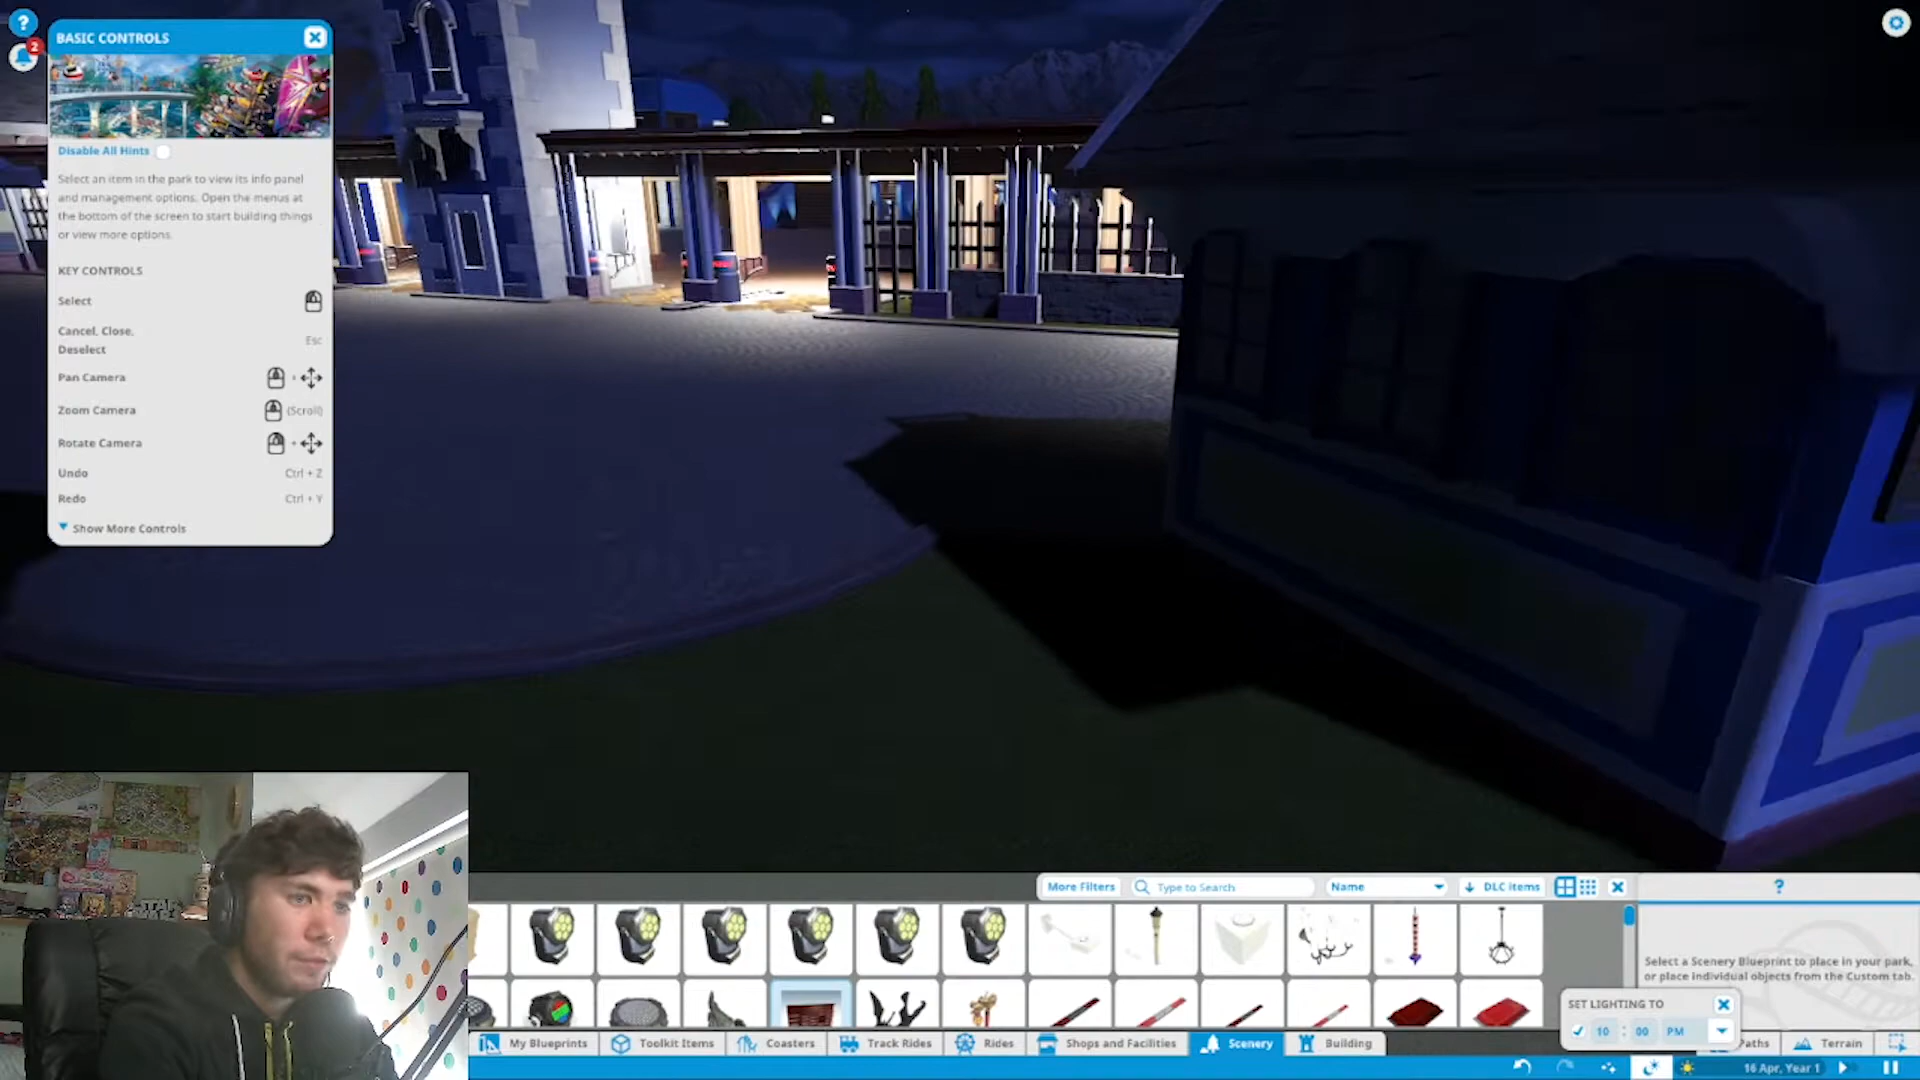 ?
2
BASIC CONTROLS
Disable All Hints
Select an item in the park to view its info panel
and management options. Open the menus at
the bottom of the screen to start building things
or view more options.
KEY CONTROLS
Select
Cancel, Close,
Deselect
Esc
Pan Camera
+
Zoom Camera
(Scroll)
Rotate Camera
+
Undo
Ctrl + Z
Redo
Ctrl + Y
Show More Controls
STAR
WARS
More Filters
Type to Search
Name
DLC Items
?
Select a Scenery Blueprint to place in your park,
or place individual objects from the Custom tab.
SET LIGHTING TO
10 : 00 PM
My Blueprints
Toolkit Items
Coasters
Track Rides
Rides
Shops and Facilities
Scenery
Building
Paths
Terrain
16 Apr, Year 1